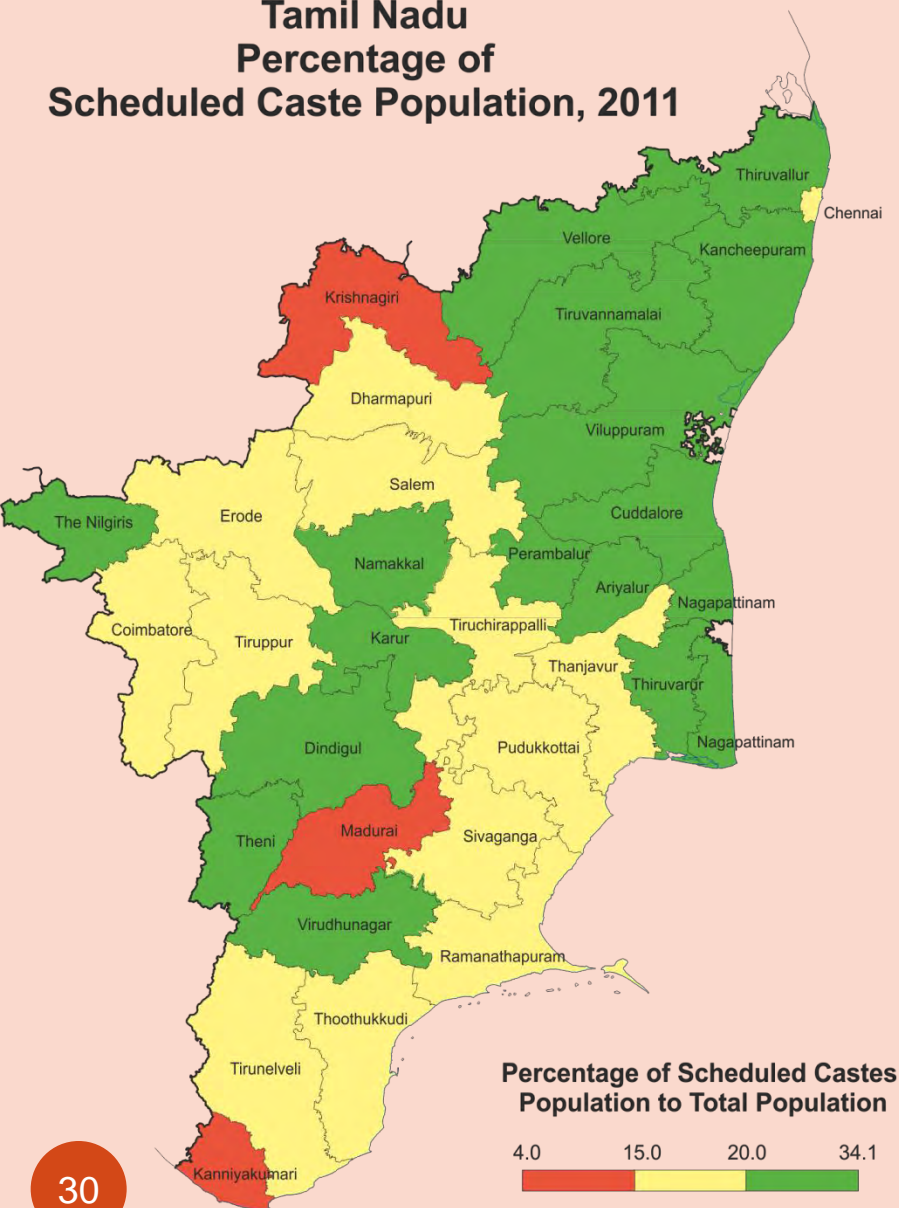 Tamil Nadu
Percentage of
Scheduled Caste Population, 2011
Thiruvallur
Chennai
Vellore
Kancheepuram
Krishnagiri
Tiruvannamalai
Dharmapuri
Viluppuram
Salem
Cuddalore
Erode
The Nilgiris
Perambalur
Namakkal
Ariyalur
Nagapattinam
Coimbatore
Tiruchirappalli
Karur
Tiruppur
Thanjavur
Thiruvarur
Nagapattinam
Dindigul
Pudukkottai
Madurai
Sivaganga
Theni
Virudhunagar
Ramanathapuram
Thoothukkudi
Tirunelveli
Kanniyakumari
Percentage of Scheduled Castes
Population to Total Population
4.0 15.0 20.0 34.1
30